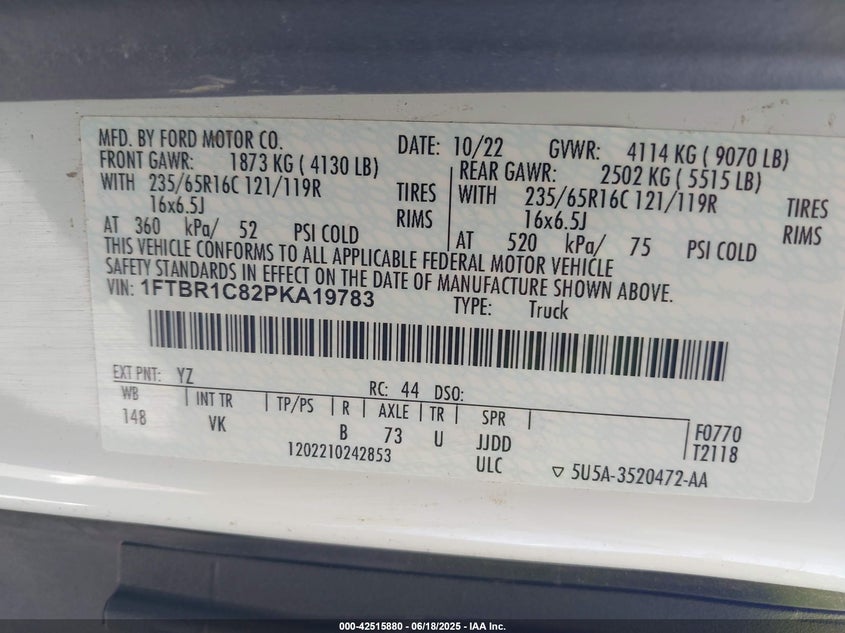 MFD. BY FORD MOTOR CO. DATE: 10/22 GVWR: 4114 KG ( 9070 LB)
FRONT GAWR: 1873 KG ( 4130 LB) REAR GAWR: 2502 KG ( 5515 LB)
WITH 235/65R16C 121/119R TIRES WITH 235/65R16C 121/119R TIRES
16x6.5J RIMS 16x6.5J RIMS
AT 360 kPa/ 52 PSI COLD AT 520 kPa/ 75 PSI COLD
THIS VEHICLE CONFORMS TO ALL APPLICABLE FEDERAL MOTOR VEHICLE
SAFETY STANDARDS IN EFFECT ON THE DATE OF MANUFACTURE SHOWN ABOVE.
VIN: 1FTBR1C82PKA19783 TYPE: Truck
EXT PNT: YZ RC: 44 DSO:
WB INT TR TP/PS R AXLE TR SPR
148 VK B 73 U JJDD F0770
1202210242853 ULC T2118
▽ 5U5A-3520472-AA
000-42515880 - 06/18/2025 - IAA Inc.